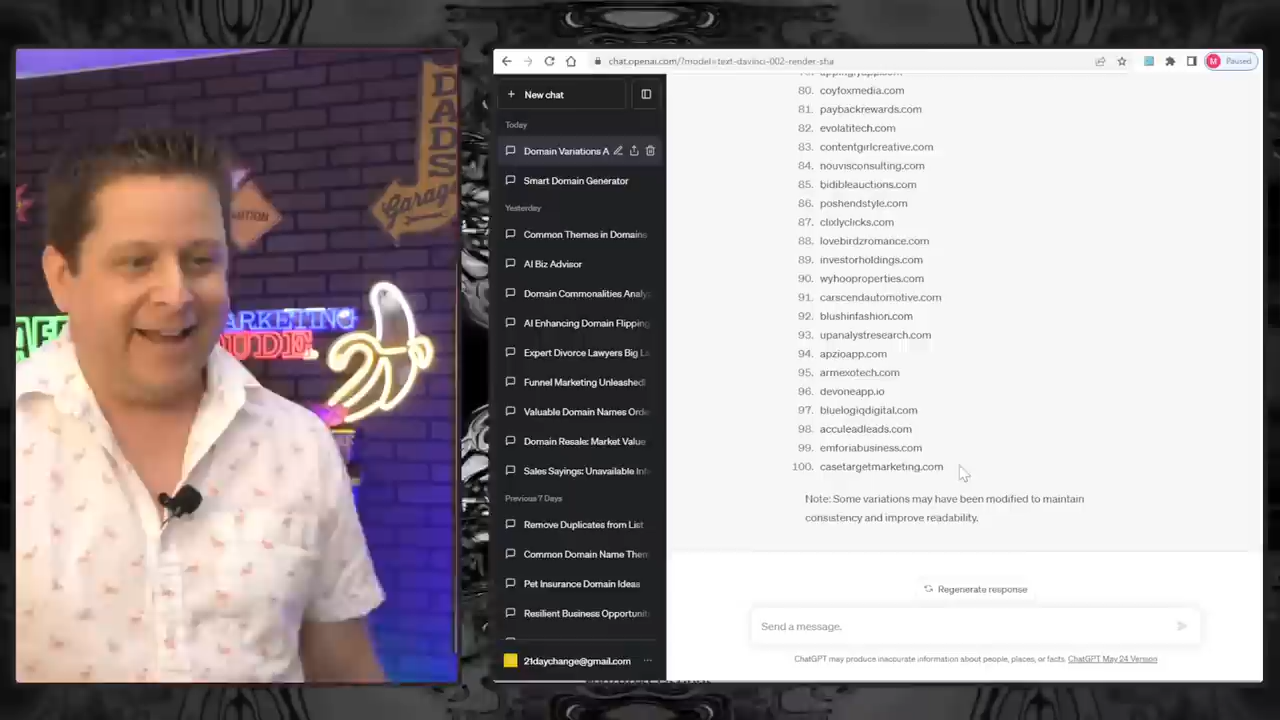 DADS
Garage
ARKETING
UDE
chat.openai.com/?model=text-davinci-002-render-sha
M
Paused
+ New chat
Today
Domain Variations A
Smart Domain Generator
Yesterday
Common Themes in Domains
AI Biz Advisor
Domain Commonalities Analys
AI Enhancing Domain Flipping
Expert Divorce Lawyers Big La
Funnel Marketing Unleashed!
Valuable Domain Names Orde
Domain Resale: Market Value
Sales Sayings: Unavailable Inf
Previous 7 Days
Remove Duplicates from List
Common Domain Name Them
Pet Insurance Domain Ideas
Resilient Business Opportunit
21daychange@gmail.com
80. coyfoxmedia.com
81. paybackrewards.com
82. evolatitech.com
83. contentgirlcreative.com
84. nouvisconsulting.com
85. bidibleauctions.com
86. poshendstyle.com
87. clixlyclicks.com
88. lovebirdzromance.com
89. investorholdings.com
90. wyhooproperties.com
91. carscendautomotive.com
92. blushinfashion.com
93. upanalystresearch.com
94. apzioapp.com
95. armexotech.com
96. devoneapp.io
97. bluelogiqdigital.com
98. acculeadleads.com
99. emforiabusiness.com
100. casetargetmarketing.com
Note: Some variations may have been modified to maintain
consistency and improve readability.
Regenerate response
Send a message.
ChatGPT may produce inaccurate information about people, places, or facts. ChatGPT May 24 Version